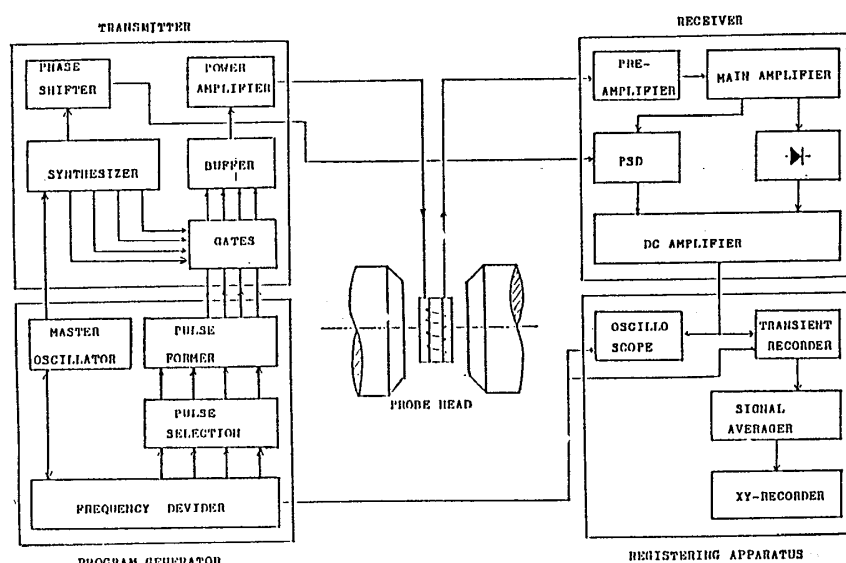 TRANSMITTER
PHASE
SHIFTER
POWER
AMPLIFIER
SYNTHESIZER
BUFFER
GATES
RECEIVER
PRE-
AMPLIFIER
MAIN AMPLIFIER
PSD
DC AMPLIFIER
MASTER
OSCILLATOR
PULSE
FORMER
PULSE
SELECTION
FREQUENCY DEVIDER
PROGRAM GENERATOR
PROBE HEAD
OSCILLO
SCOPE
TRANSIENT
RECORDER
SIGNAL
AVERAGER
XY-RECORDER
REGISTERING APPARATUS